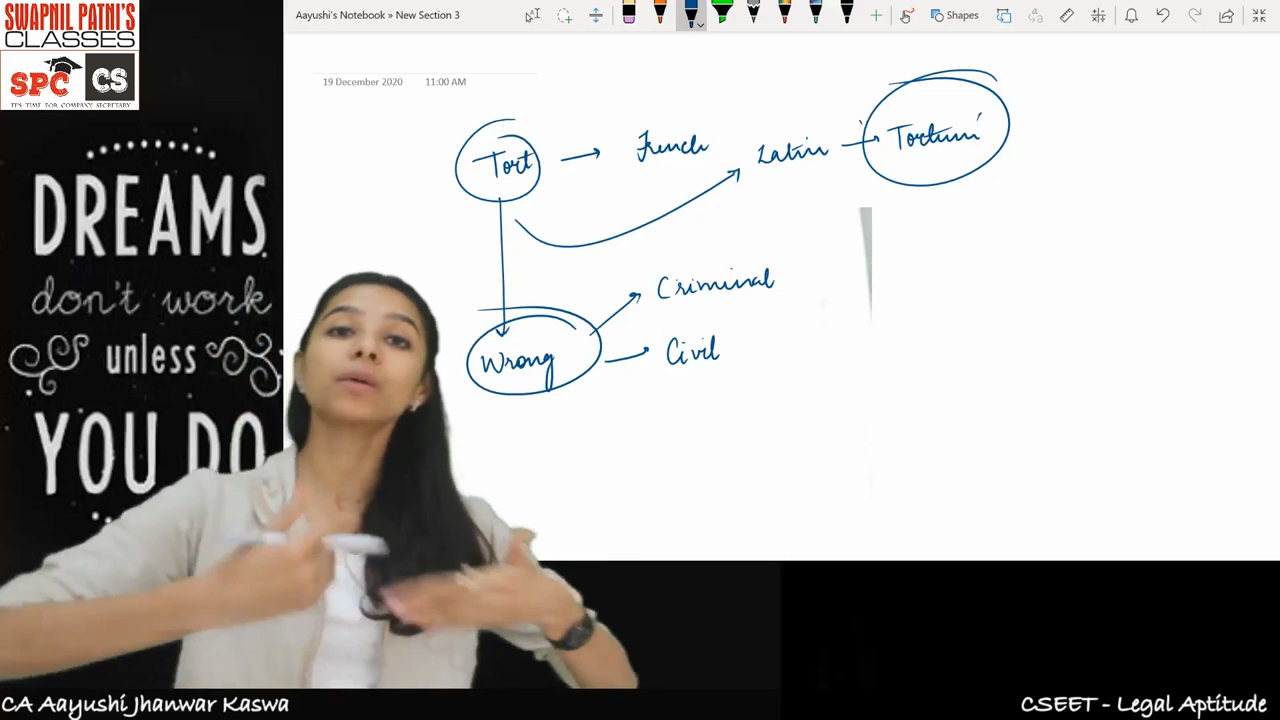 SWAPNIL PATNI'S
CLASSES
SPC CS
IT'S TIME FOR COMPANY SECRETARY
DREAMS
don't work
unless
YOU DO
Aayushi's Notebook » New Section 3
Shapes
19 December 2020 11:00 AM
Tort → French Latin → Tortum
Criminal
Wrong → Civil
CA Aayushi Jhanwar Kaswa
CSEET - Legal Aptitude